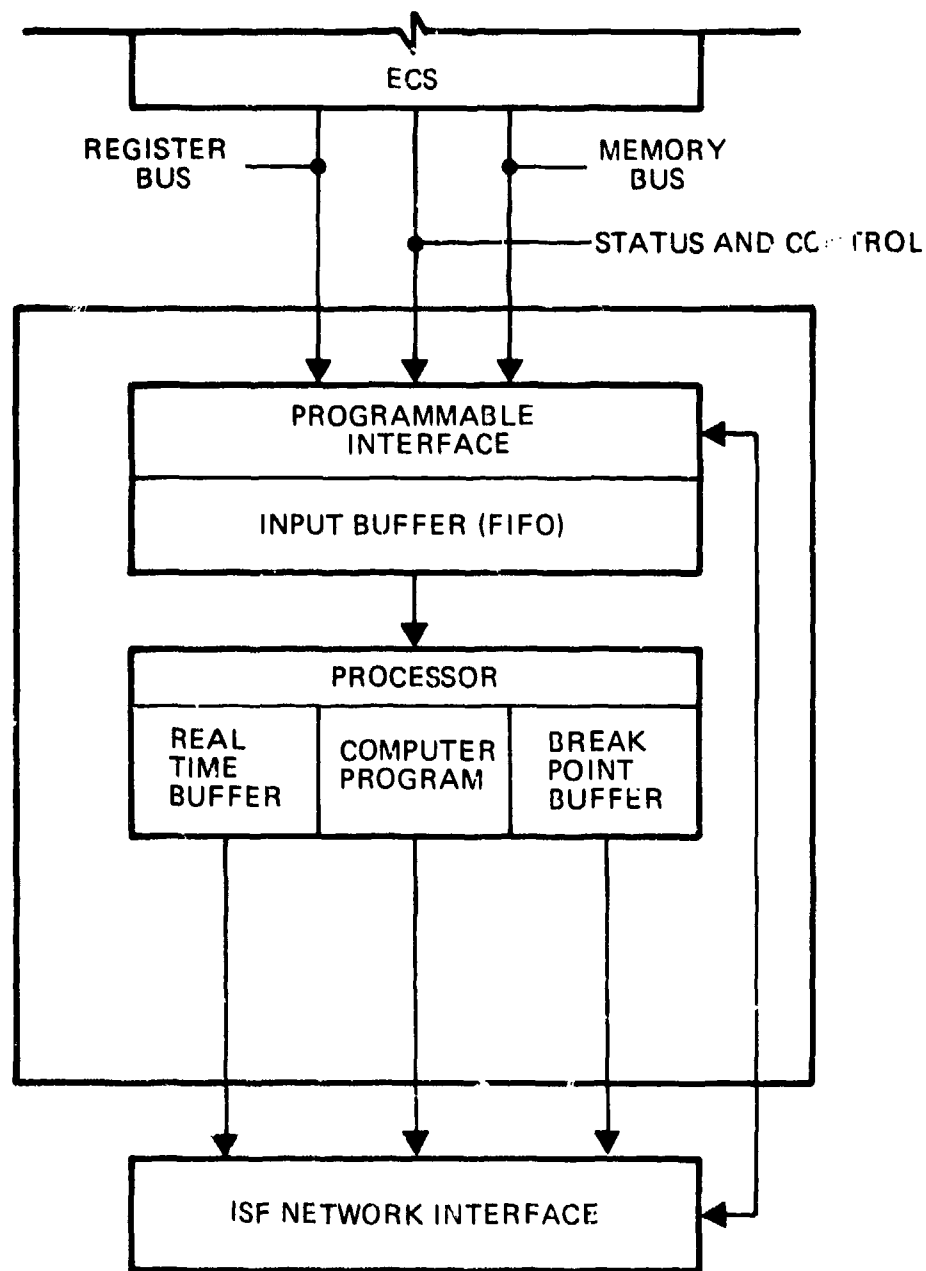 ECS
REGISTER
BUS
MEMORY
BUS
STATUS AND CONTROL
PROGRAMMABLE
INTERFACE
INPUT BUFFER (FIFO)
PROCESSOR
REAL
TIME
BUFFER
COMPUTER
PROGRAM
BREAK
POINT
BUFFER
ISF NETWORK INTERFACE